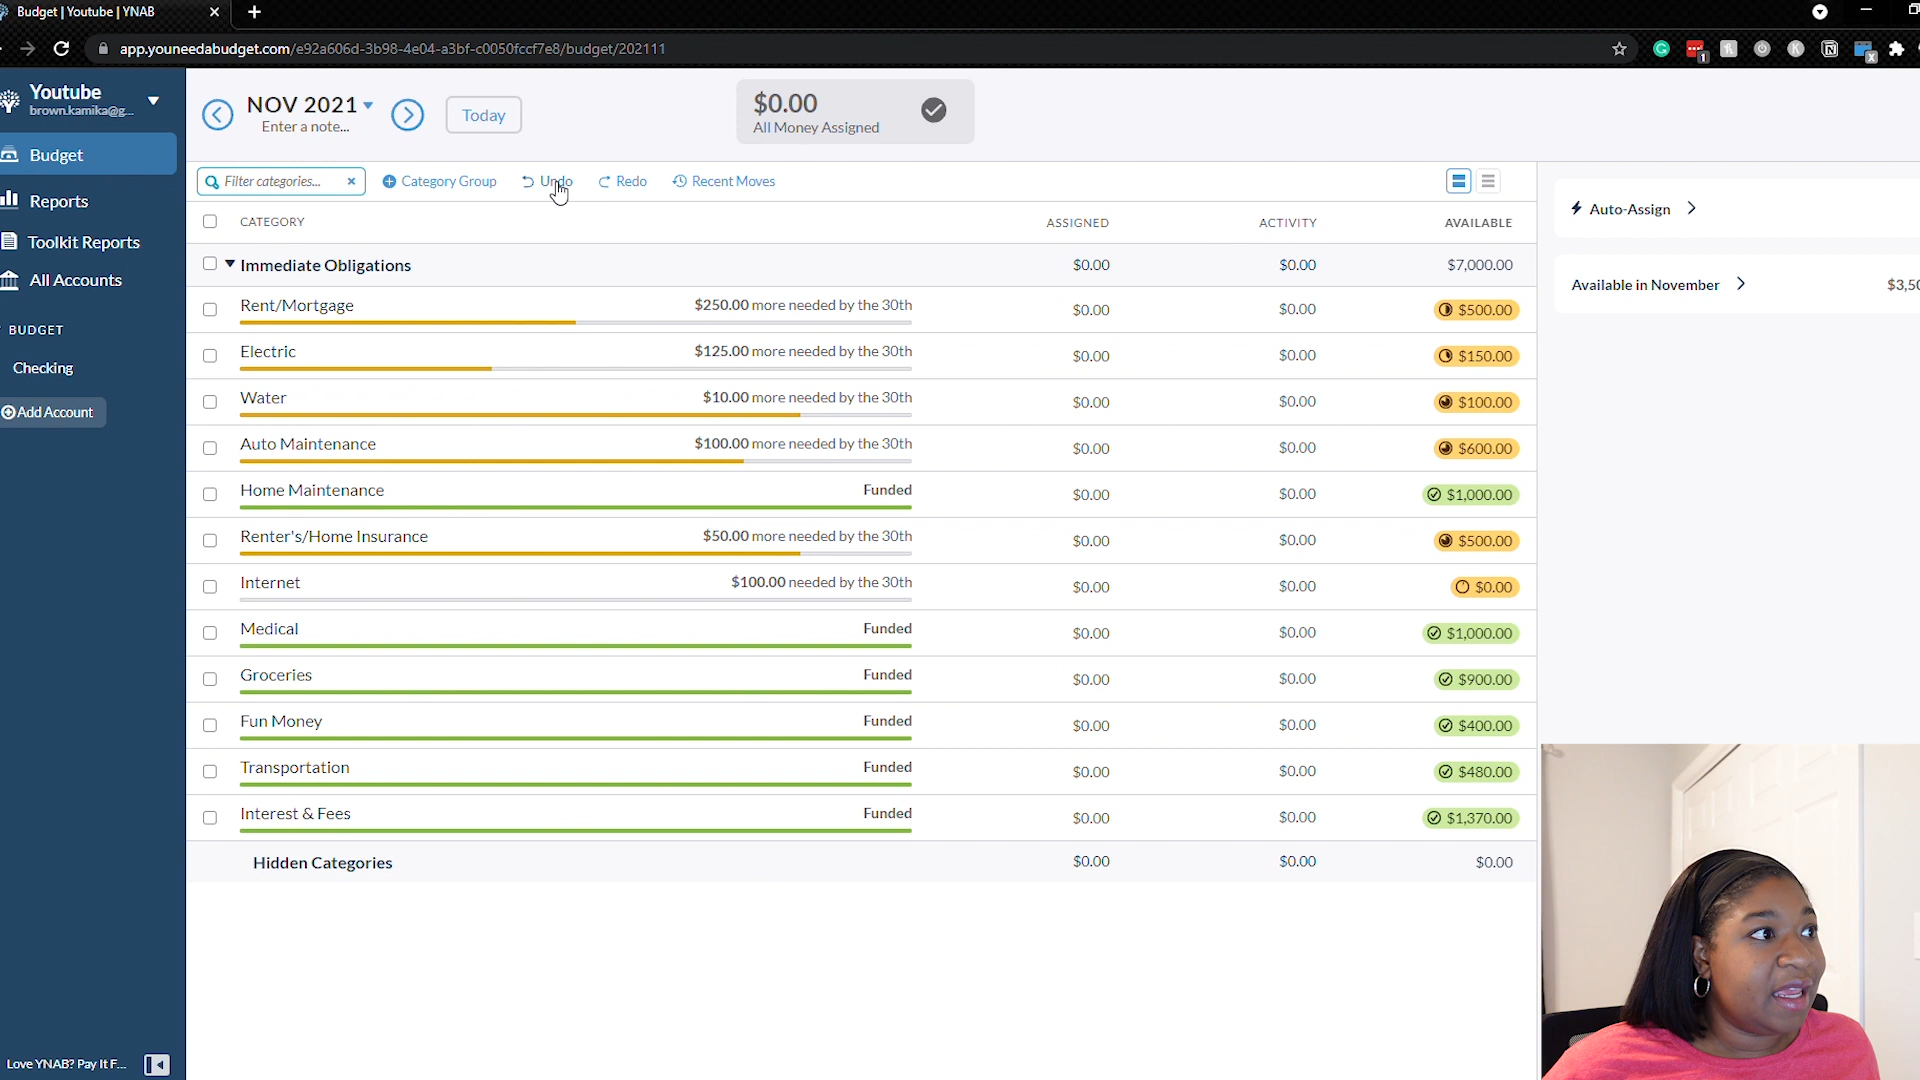 Budget | Youtube | YNAB
app.youneedabudget.com/e92a606d-3b98-4e04-a3bf-c0050fccf7e8/budget/202111
1
Youtube
brown.kamika@g...
Budget
Reports
Toolkit Reports
All Accounts
BUDGET
Checking
Add Account
Love YNAB? Pay It F...
NOV 2021
Enter a note...
Today
$0.00
All Money Assigned
Filter categories...
Category Group
Undo
Redo
Recent Moves
CATEGORY ASSIGNED ACTIVITY AVAILABLE
Immediate Obligations $0.00 $0.00 $7,000.00
Rent/Mortgage $250.00 more needed by the 30th $0.00 $0.00 $500.00
Electric $125.00 more needed by the 30th $0.00 $0.00 $150.00
Water $10.00 more needed by the 30th $0.00 $0.00 $100.00
Auto Maintenance $100.00 more needed by the 30th $0.00 $0.00 $600.00
Home Maintenance Funded $0.00 $0.00 $1,000.00
Renter's/Home Insurance $50.00 more needed by the 30th $0.00 $0.00 $500.00
Internet $100.00 needed by the 30th $0.00 $0.00 $0.00
Medical Funded $0.00 $0.00 $1,000.00
Groceries Funded $0.00 $0.00 $900.00
Fun Money Funded $0.00 $0.00 $400.00
Transportation Funded $0.00 $0.00 $480.00
Interest & Fees Funded $0.00 $0.00 $1,370.00
Hidden Categories $0.00 $0.00 $0.00
Auto-Assign
Available in November $3,50